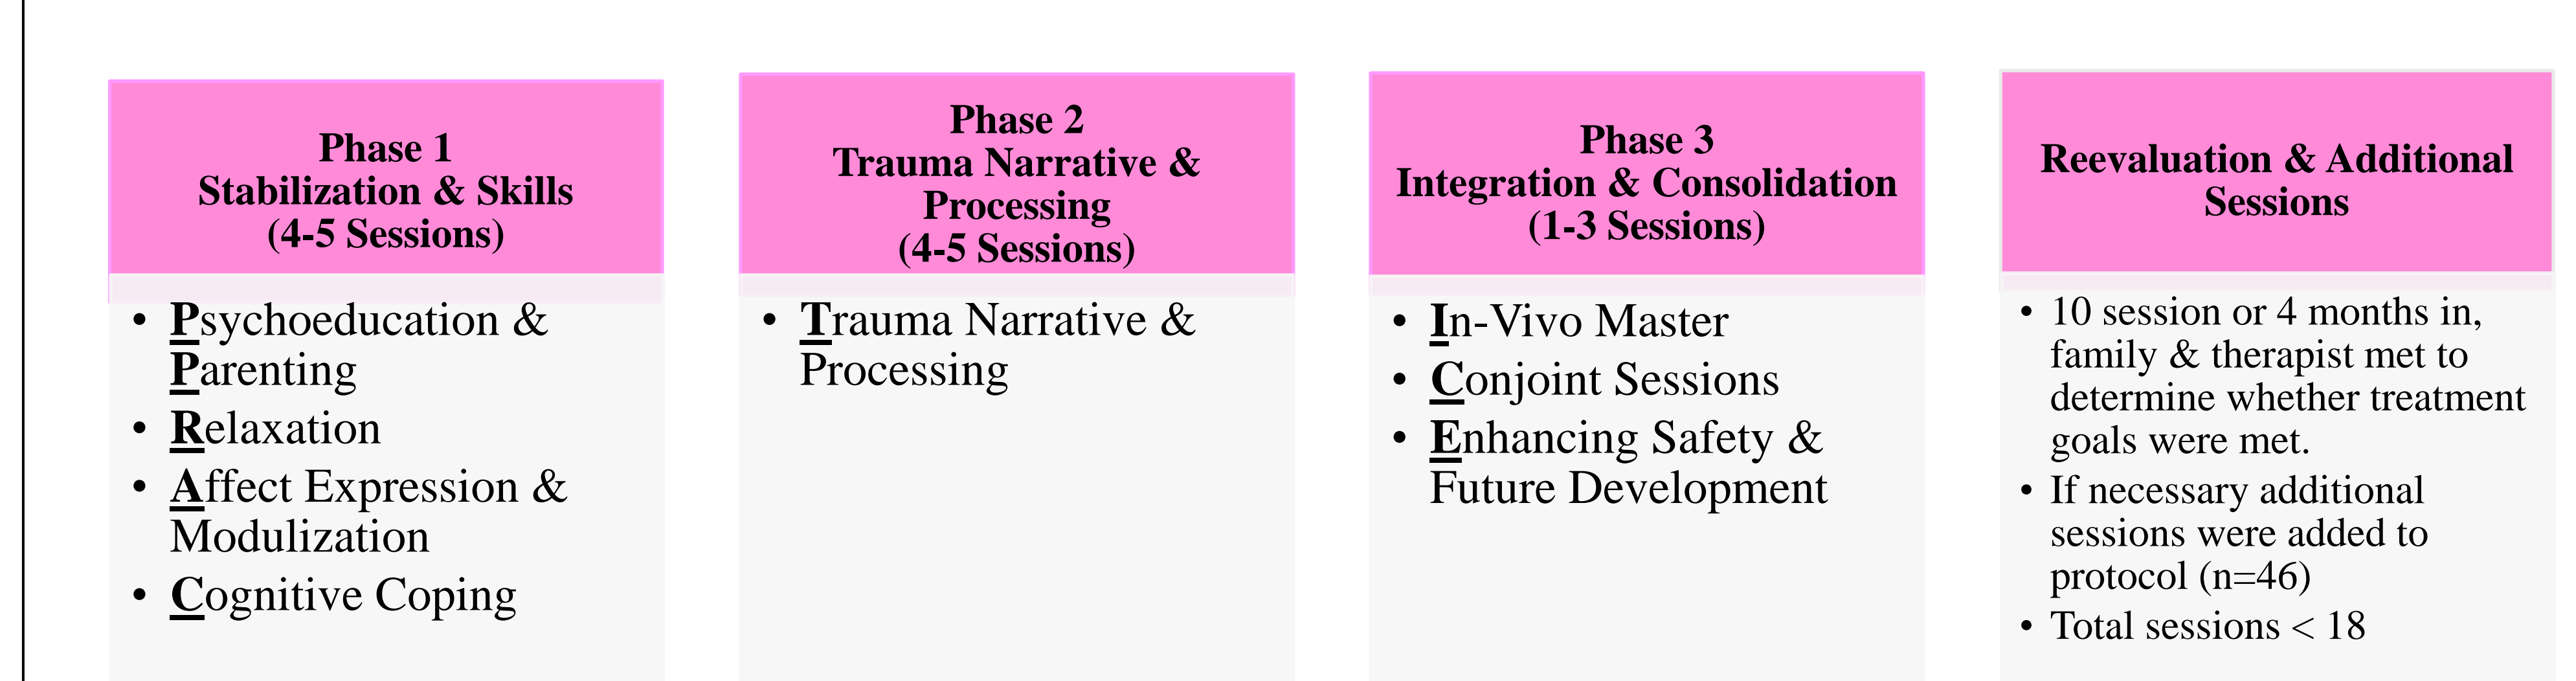 Phase 1
Stabilization & Skills
(4-5 Sessions)
• Psychoeducation &
Parenting
• Relaxation
• Affect Expression &
Modulization
• Cognitive Coping
Phase 2
Trauma Narrative &
Processing
(4-5 Sessions)
• Trauma Narrative &
Processing
Phase 3
Integration & Consolidation
(1-3 Sessions)
• In-Vivo Master
• Conjoint Sessions
• Enhancing Safety &
Future Development
Reevaluation & Additional
Sessions
• 10 session or 4 months in,
family & therapist met to
determine whether treatment
goals were met.
• If necessary additional
sessions were added to
protocol (n=46)
• Total sessions < 18